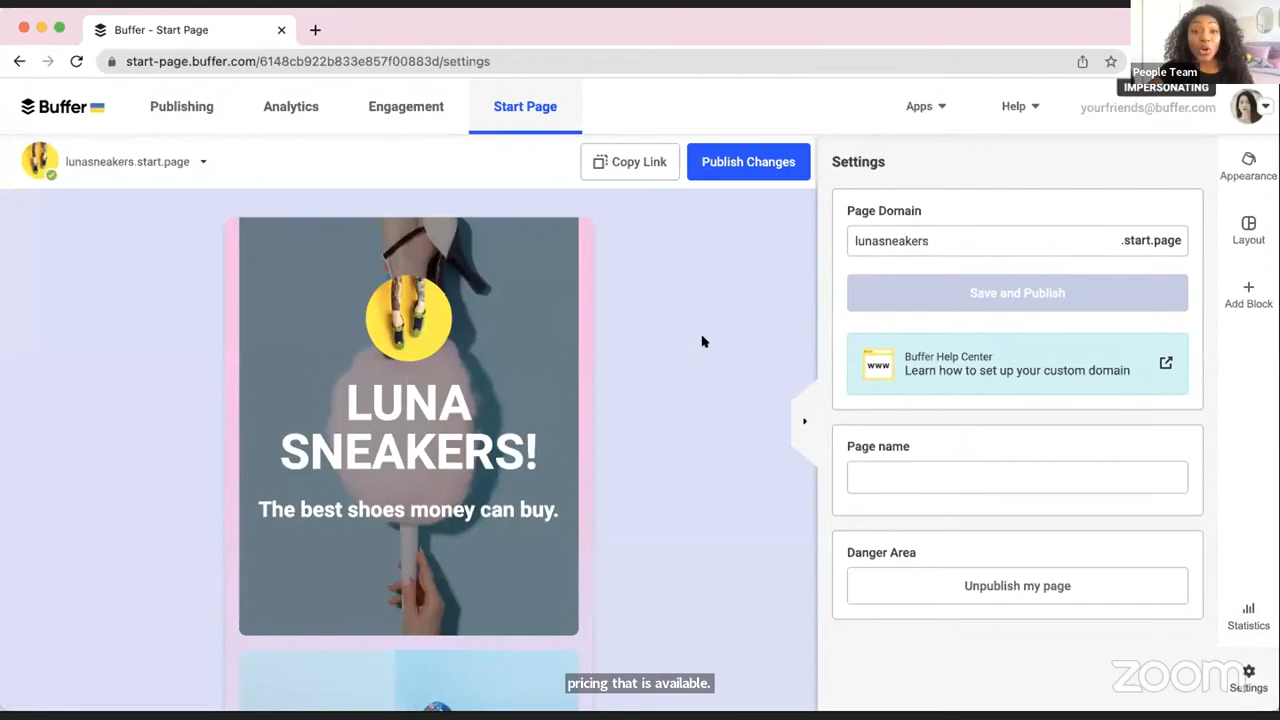 Buffer - Start Page
start-page.buffer.com/6148cb922b833e857f00883d/settings
People Team
IMPERSONATING
Buffer
Publishing
Analytics
Engagement
Start Page
Apps
Help
yourfriends@buffer.com
lunasneakers.start.page
Copy Link
Publish Changes
Settings
Appearance
Page Domain
lunasneakers
.start.page
Layout
Save and Publish
Add Block
www
Buffer Help Center
Learn how to set up your custom domain
LUNA
SNEAKERS!
The best shoes money can buy.
Page name
Danger Area
Unpublish my page
Statistics
zoom
Settings
pricing that is available.